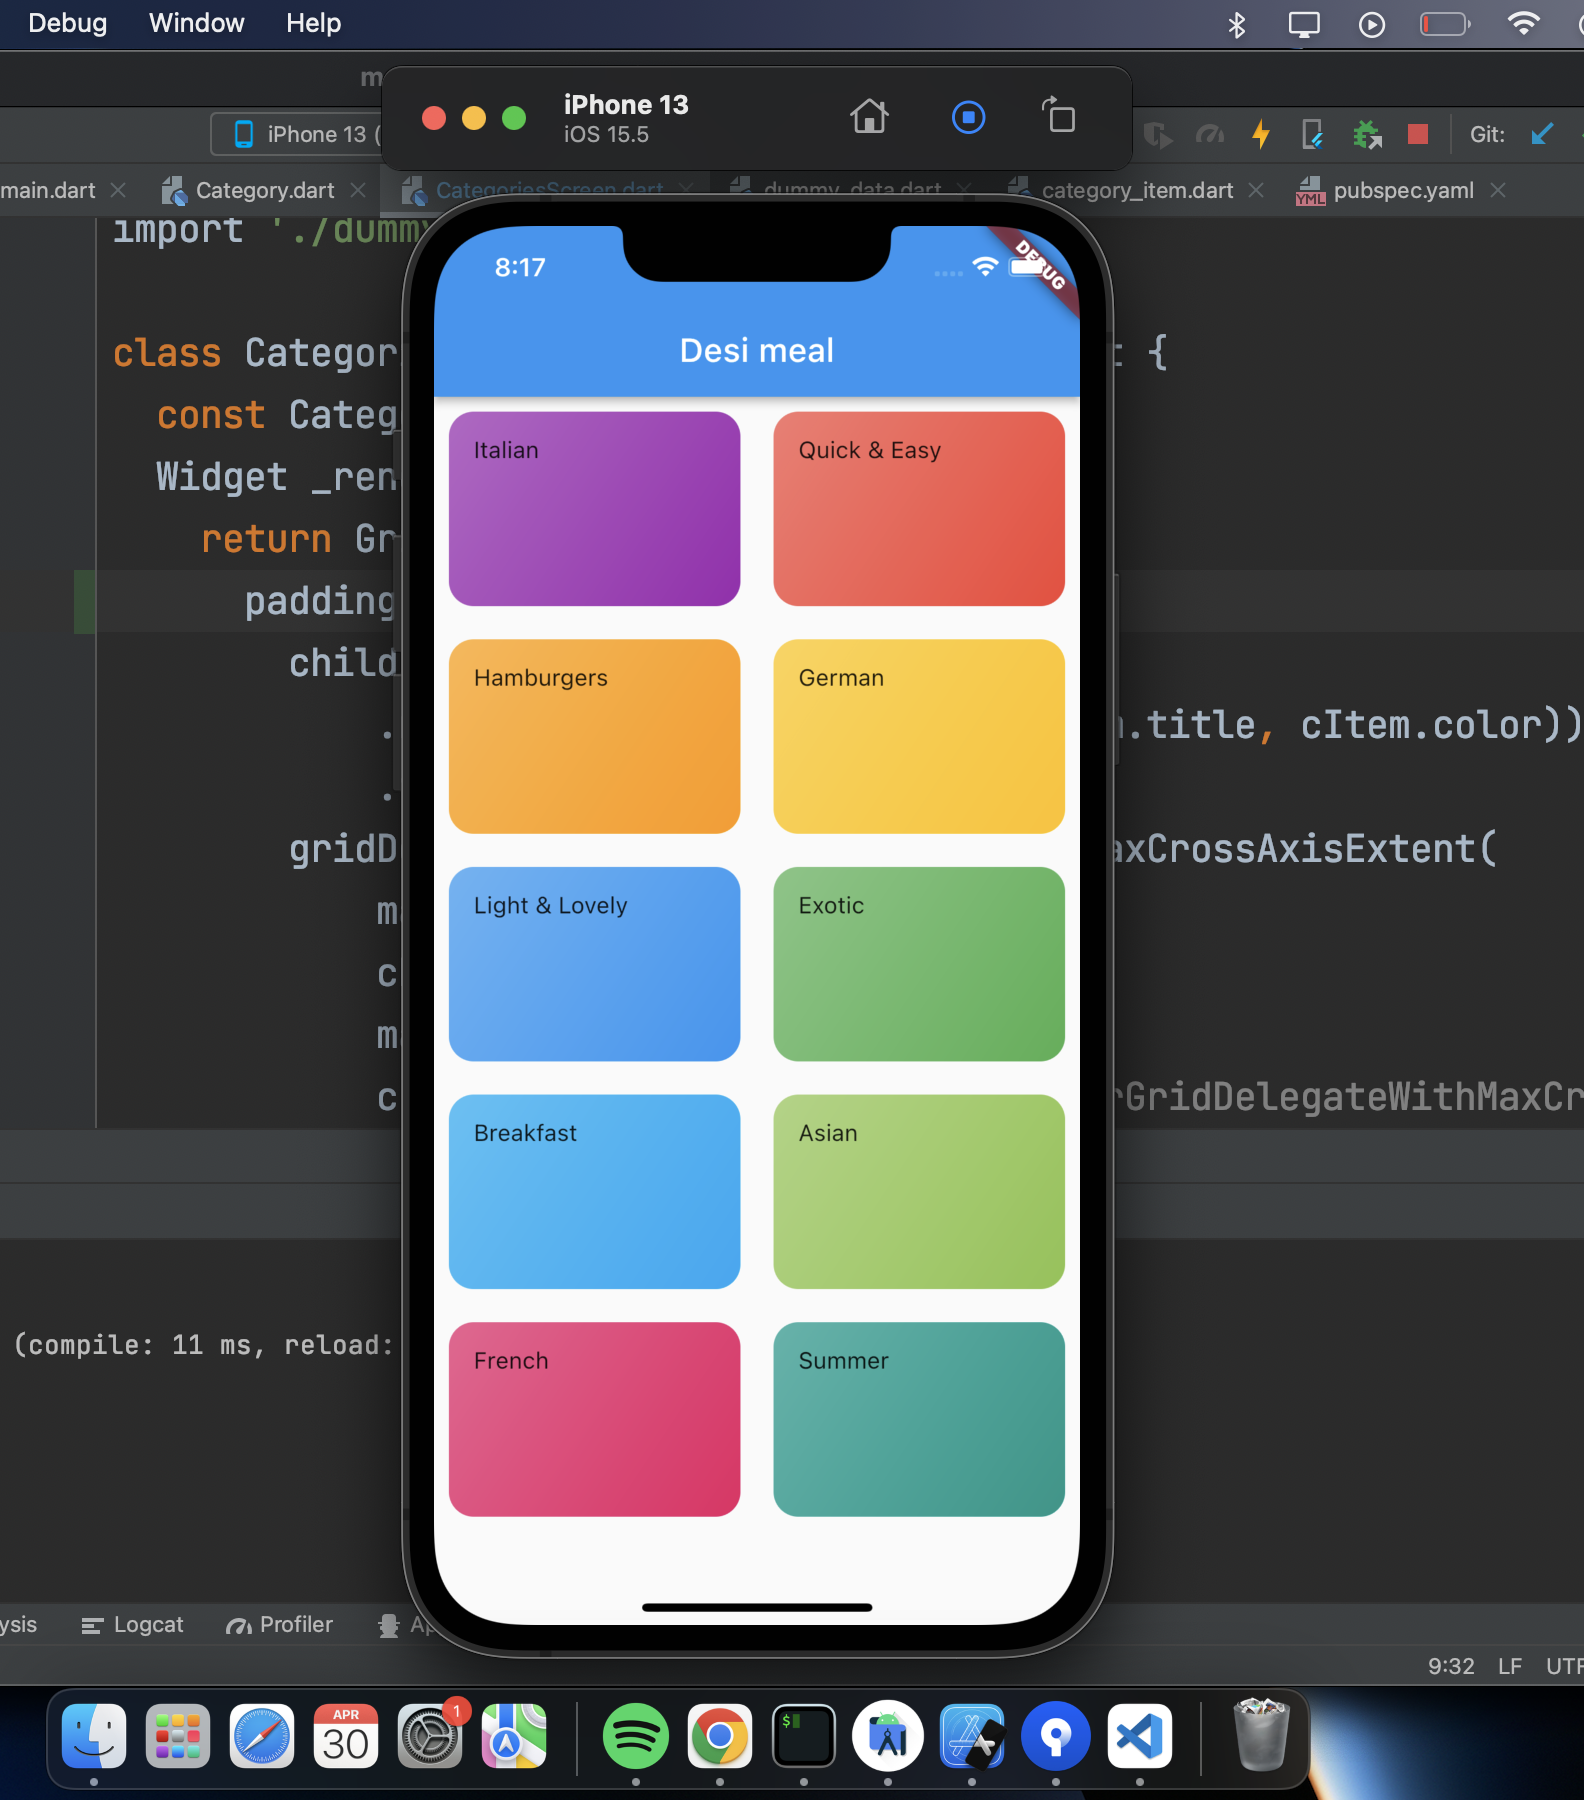 Debug Window Help
iPhone 13
iOS 15.5
iPhone 13 (
Git:
main.dart Category.dart CategoriesScreen.dart dummy_data.dart category_item.dart pubspec.yaml
YML
import './dummy
class Categor
{
const Categ
Widget _ren
return Gr
padding
child
.title, cItem.color))
.
gridD
axCrossAxisExtent(
m
c
m
c
rGridDelegateWithMaxCr
8:17
DEBUG
Desi meal
Italian
Quick & Easy
Hamburgers
German
Light & Lovely
Exotic
Breakfast
Asian
French
Summer
(compile: 11 ms, reload:
ysis Logcat Profiler Ap
9:32 LF UTF
APR
30
1
$